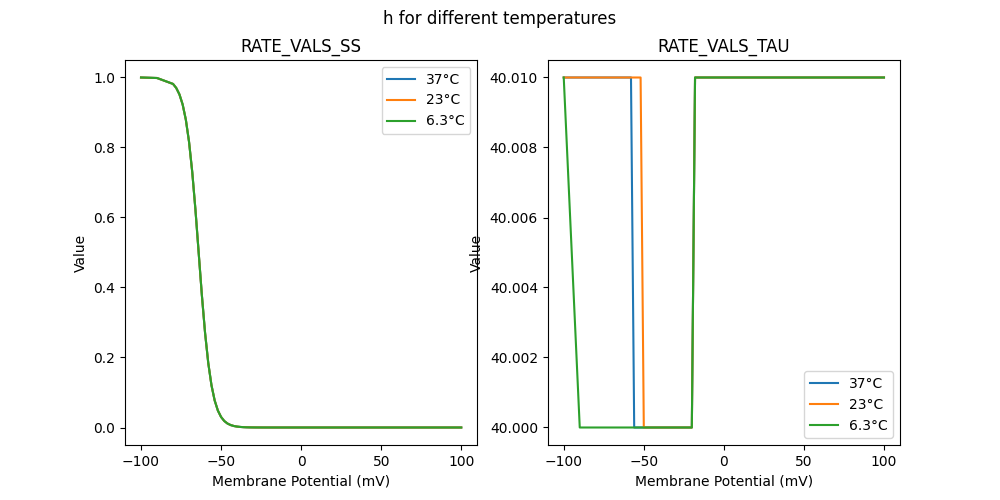 h for different temperatures
RATE_VALS_SS
1.0
0.8
0.6
0.4
0.2
0.0
Value
−100
−50
0
50
100
Membrane Potential (mV)
37°C
23°C
6.3°C
RATE_VALS_TAU
40.010
40.008
40.006
40.004
40.002
40.000
Value
−100
−50
0
50
100
Membrane Potential (mV)
37°C
23°C
6.3°C